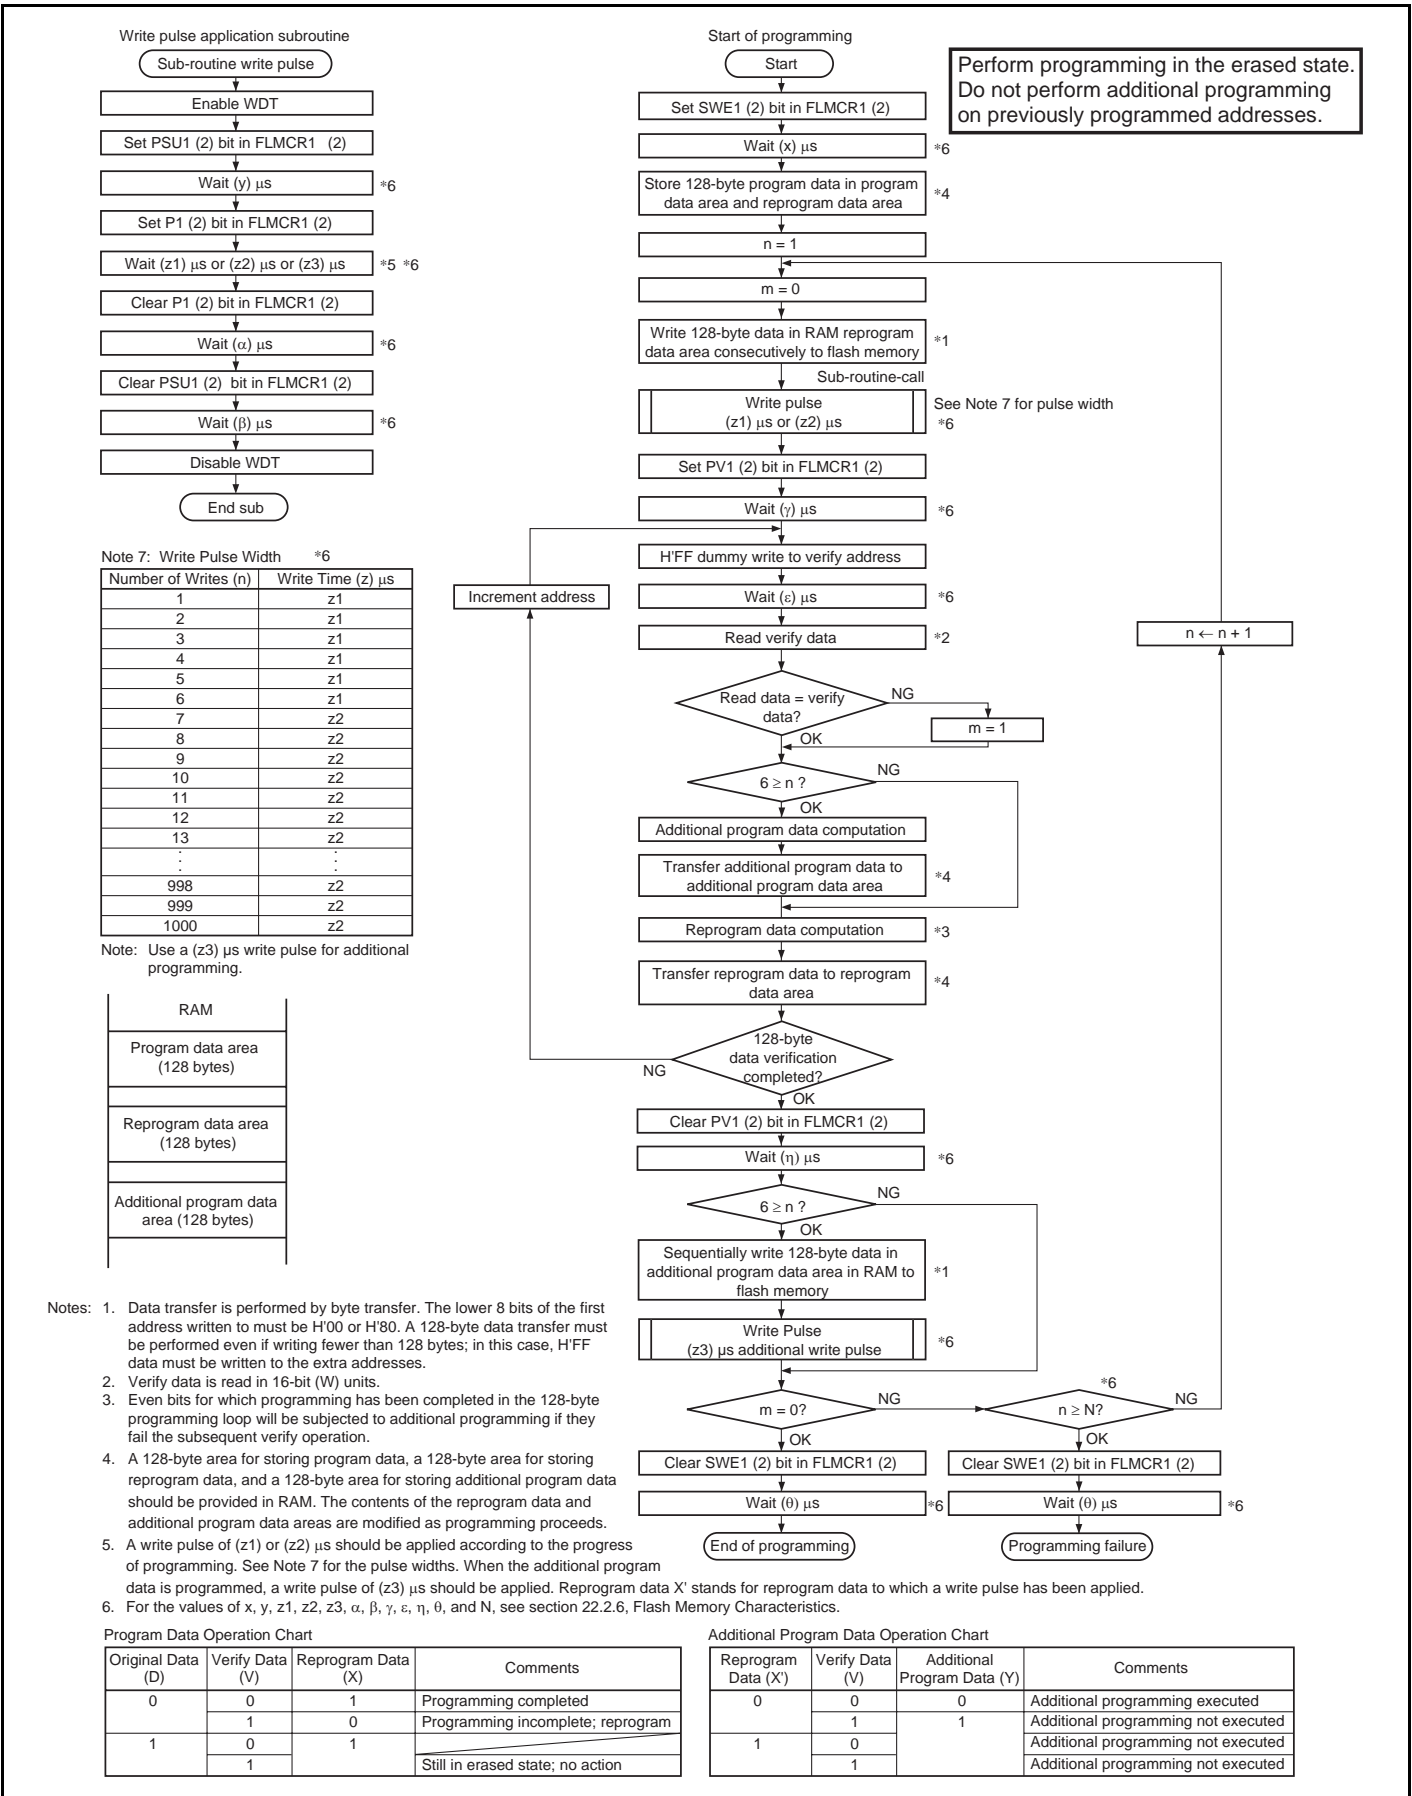 Write pulse application subroutine
Sub-routine write pulse
Enable WDT
Set PSU1 (2) bit in FLMCR1 (2)
Wait (y) μs
*6
Set P1 (2) bit in FLMCR1 (2)
Wait (z1) μs or (z2) μs or (z3) μs
*5 *6
Clear P1 (2) bit in FLMCR1 (2)
Wait (α) μs
*6
Clear PSU1 (2) bit in FLMCR1 (2)
Wait (β) μs
*6
Disable WDT
End sub
Note 7: Write Pulse Width *6
Number of Writes (n) Write Time (z) μs
1 z1
2 z1
3 z1
4 z1
5 z1
6 z1
7 z2
8 z2
9 z2
10 z2
11 z2
12 z2
13 z2
. .
. .
. .
998 z2
999 z2
1000 z2
Note: Use a (z3) μs write pulse for additional
programming.
RAM
Program data area
(128 bytes)
Reprogram data area
(128 bytes)
Additional program data
area (128 bytes)
Start of programming
Start
Perform programming in the erased state.
Do not perform additional programming
on previously programmed addresses.
Set SWE1 (2) bit in FLMCR1 (2)
Wait (x) μs
*6
Store 128-byte program data in program
data area and reprogram data area
*4
n = 1
m = 0
Write 128-byte data in RAM reprogram
data area consecutively to flash memory
*1
Sub-routine-call
Write pulse
(z1) μs or (z2) μs
See Note 7 for pulse width
*6
Set PV1 (2) bit in FLMCR1 (2)
Wait (γ) μs
*6
H'FF dummy write to verify address
Increment address
Wait (ε) μs
*6
Read verify data
*2
n ← n + 1
Read data = verify
data?
NG
m = 1
OK
6 ≥ n ?
NG
OK
Additional program data computation
Transfer additional program data to
additional program data area
*4
Reprogram data computation
*3
Transfer reprogram data to reprogram
data area
*4
128-byte
data verification
completed?
NG
OK
Clear PV1 (2) bit in FLMCR1 (2)
Wait (η) μs
*6
6 ≥ n ?
NG
OK
Sequentially write 128-byte data in
additional program data area in RAM to
flash memory
*1
Write Pulse
(z3) μs additional write pulse
*6
m = 0?
NG
*6
n ≥ N?
NG
OK
OK
Clear SWE1 (2) bit in FLMCR1 (2)
Clear SWE1 (2) bit in FLMCR1 (2)
Wait (θ) μs
*6
Wait (θ) μs
*6
End of programming
Programming failure
Notes: 1. Data transfer is performed by byte transfer. The lower 8 bits of the first
address written to must be H'00 or H'80. A 128-byte data transfer must
be performed even if writing fewer than 128 bytes; in this case, H'FF
data must be written to the extra addresses.
2. Verify data is read in 16-bit (W) units.
3. Even bits for which programming has been completed in the 128-byte
programming loop will be subjected to additional programming if they
fail the subsequent verify operation.
4. A 128-byte area for storing program data, a 128-byte area for storing
reprogram data, and a 128-byte area for storing additional program data
should be provided in RAM. The contents of the reprogram data and
additional program data areas are modified as programming proceeds.
5. A write pulse of (z1) or (z2) μs should be applied according to the progress
of programming. See Note 7 for the pulse widths. When the additional program
data is programmed, a write pulse of (z3) μs should be applied. Reprogram data X' stands for reprogram data to which a write pulse has been applied.
6. For the values of x, y, z1, z2, z3, α, β, γ, ε, η, θ, and N, see section 22.2.6, Flash Memory Characteristics.
Program Data Operation Chart
Original Data Verify Data Reprogram Data Comments
(D) (V) (X)
0 0 1 Programming completed
1 0 Programming incomplete; reprogram
1 0 1
1 Still in erased state; no action
Additional Program Data Operation Chart
Reprogram Verify Data Additional Comments
Data (X') (V) Program Data (Y)
0 0 0 Additional programming executed
1 1 Additional programming not executed
1 0 Additional programming not executed
1 Additional programming not executed